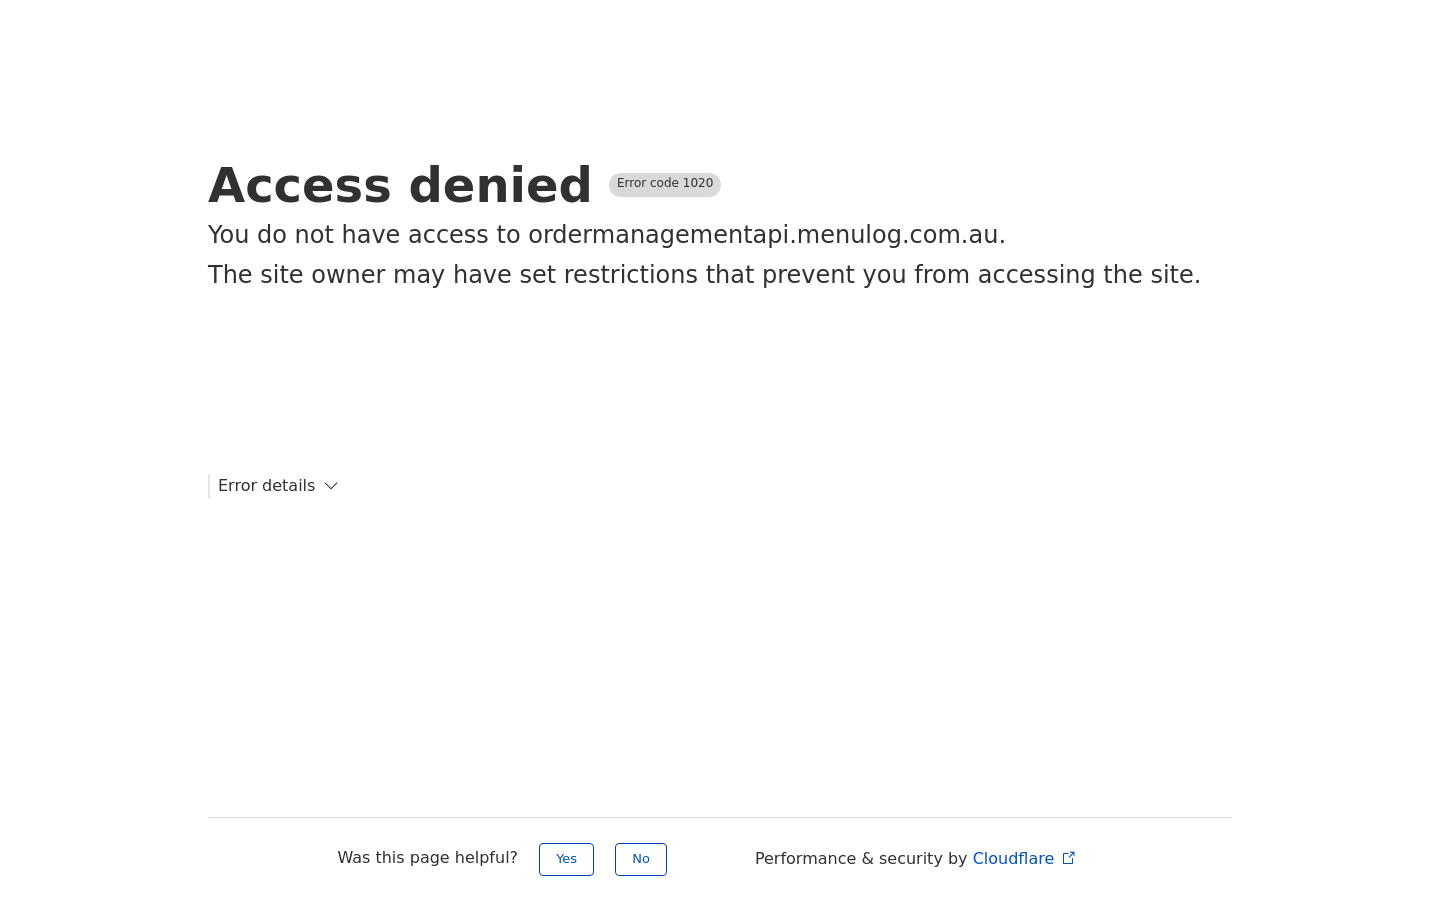 Access denied Error code 1020
You do not have access to ordermanagementapi.menulog.com.au.
The site owner may have set restrictions that prevent you from accessing the site.
Error details
Was this page helpful? Yes No Performance & security by Cloudflare